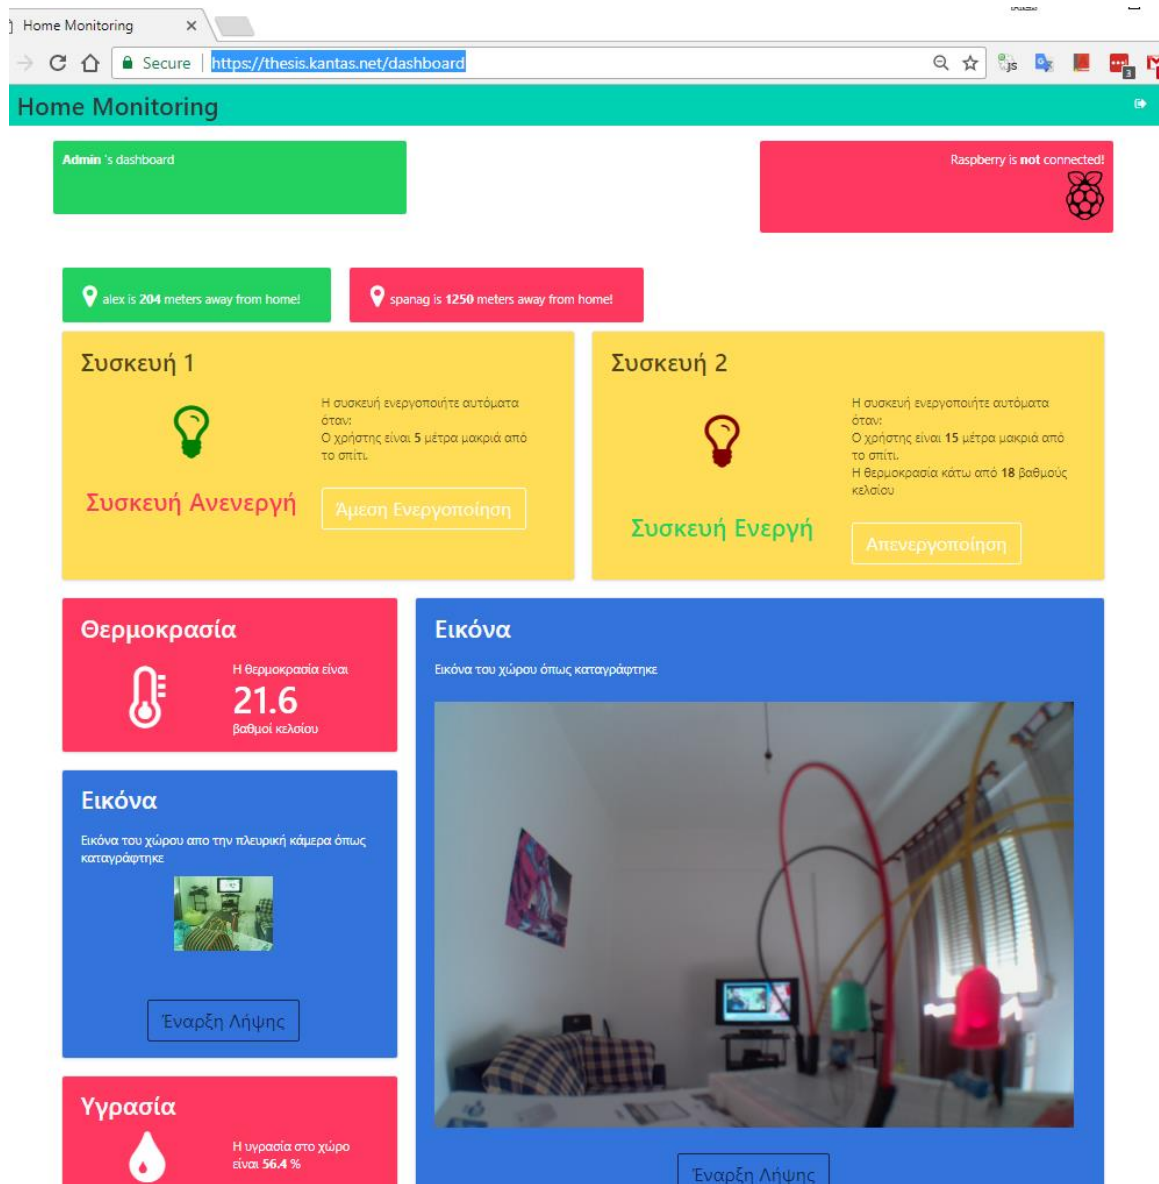 Home Monitoring
Secure
https://thesis.kantas.net/dashboard
js
3
Home Monitoring
Admin 's dashboard
Raspberry is not connected!
alex is 204 meters away from home!
spanag is 1250 meters away from home!
Συσκευή 1
Η συσκευή ενεργοποιήτε αυτόματα
όταν:
Ο χρήστης είναι 5 μέτρα μακριά από
το σπίτι.
Συσκευή Ανενεργή
Άμεση Ενεργοποίηση
Συσκευή 2
Η συσκευή ενεργοποιήτε αυτόματα
όταν:
Ο χρήστης είναι 15 μέτρα μακριά από
το σπίτι.
Η θερμοκρασία κάτω από 18 βαθμούς
κελσίου
Συσκευή Ενεργή
Απενεργοποίηση
Θερμοκρασία
Η θερμοκρασία είναι
21.6
βαθμοί κελσίου
Εικόνα
Εικόνα του χώρου απο την πλευρική κάμερα όπως
καταγράφτηκε
Έναρξη Λήψης
Υγρασία
Η υγρασία στο χώρο
είναι 56.4 %
Εικόνα
Εικόνα του χώρου όπως καταγράφτηκε
Έναρξη Λήψης